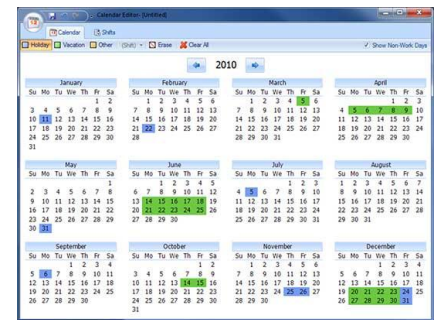 Calendar Editor - [Untitled]
Calendar Shifts
Holiday Vacation Other (Shift) Erase Clear All Show Non-Work Days
2010
January
Su Mo Tu We Th Fr Sa
1 2
3 4 5 6 7 8 9
10 11 12 13 14 15 16
17 18 19 20 21 22 23
24 25 26 27 28 29 30
31
February
Su Mo Tu We Th Fr Sa
1 2 3 4 5 6
7 8 9 10 11 12 13
14 15 16 17 18 19 20
21 22 23 24 25 26 27
28
March
Su Mo Tu We Th Fr Sa
1 2 3 4 5 6
7 8 9 10 11 12 13
14 15 16 17 18 19 20
21 22 23 24 25 26 27
28 29 30 31
April
Su Mo Tu We Th Fr Sa
1 2 3
4 5 6 7 8 9 10
11 12 13 14 15 16 17
18 19 20 21 22 23 24
25 26 27 28 29 30
May
Su Mo Tu We Th Fr Sa
1
2 3 4 5 6 7 8
9 10 11 12 13 14 15
16 17 18 19 20 21 22
23 24 25 26 27 28 29
30 31
June
Su Mo Tu We Th Fr Sa
1 2 3 4 5
6 7 8 9 10 11 12
13 14 15 16 17 18 19
20 21 22 23 24 25 26
27 28 29 30
July
Su Mo Tu We Th Fr Sa
1 2 3
4 5 6 7 8 9 10
11 12 13 14 15 16 17
18 19 20 21 22 23 24
25 26 27 28 29 30 31
August
Su Mo Tu We Th Fr Sa
1 2 3 4 5 6 7
8 9 10 11 12 13 14
15 16 17 18 19 20 21
22 23 24 25 26 27 28
29 30 31
September
Su Mo Tu We Th Fr Sa
1 2 3 4
5 6 7 8 9 10 11
12 13 14 15 16 17 18
19 20 21 22 23 24 25
26 27 28 29 30
October
Su Mo Tu We Th Fr Sa
1 2
3 4 5 6 7 8 9
10 11 12 13 14 15 16
17 18 19 20 21 22 23
24 25 26 27 28 29 30
31
November
Su Mo Tu We Th Fr Sa
1 2 3 4 5 6
7 8 9 10 11 12 13
14 15 16 17 18 19 20
21 22 23 24 25 26 27
28 29 30
December
Su Mo Tu We Th Fr Sa
1 2 3 4
5 6 7 8 9 10 11
12 13 14 15 16 17 18
19 20 21 22 23 24 25
26 27 28 29 30 31